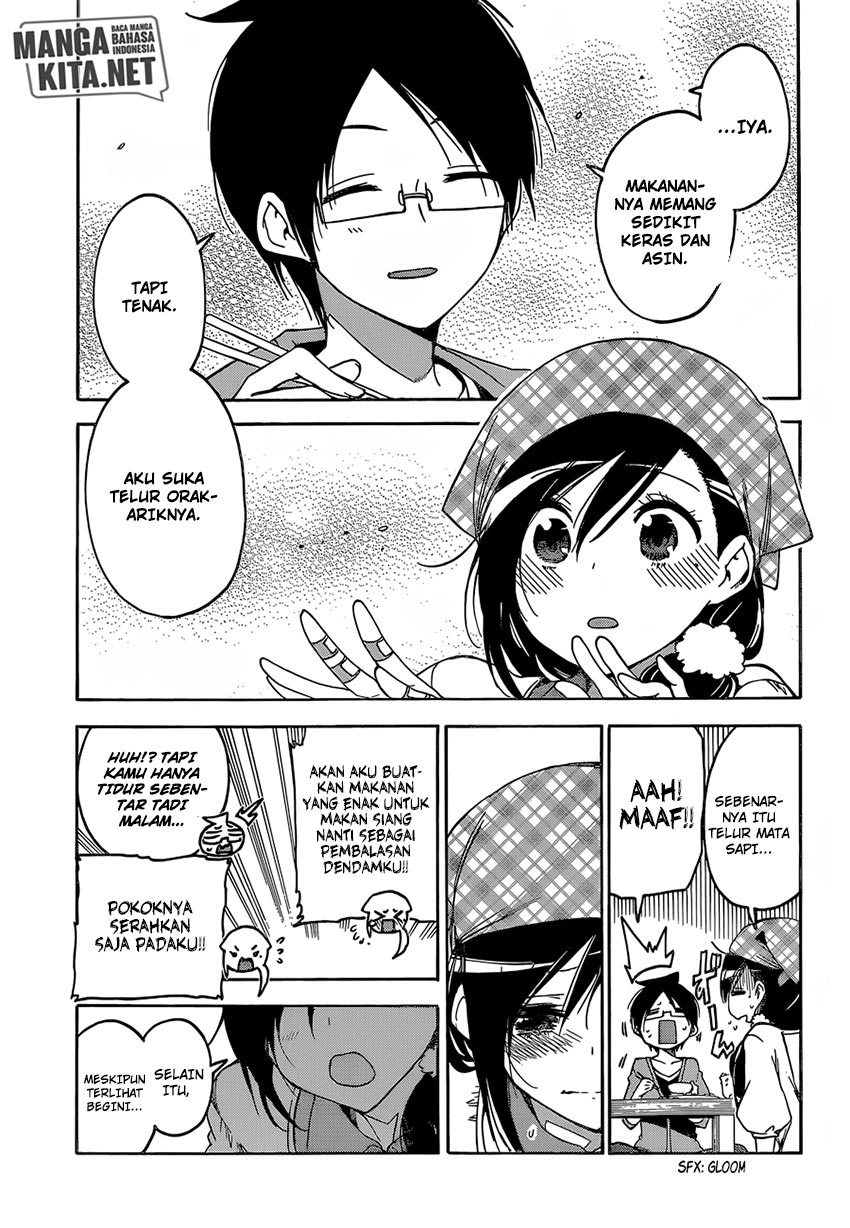 MANGA
KITA.NET
BACA MANGA
BAHASA
INDONESIA
...IYA.
MAKANAN-
NYA MEMANG
SEDIKIT
KERAS DAN
ASIN.
TAPI
TENAK.
AKU SUKA
TELUR ORAK-
ARIKNYA.
SEBENAR-
NYA ITU
TELUR MATA
SAPI...
AAH!
MAAF!!
SFX: GLOOM
AKAN AKU BUAT-
KAN MAKANAN
YANG ENAK UNTUK
MAKAN SIANG
NANTI SEBAGAI
PEMBALASAN
DENDAMKU!!
HUH!? TAPI
KAMU HANYA
TIDUR SEBEN-
TAR TADI
MALAM...
POKOKNYA
SERAHKAN
SAJA PADAKU!!
SELAIN
ITU,
MESKIPUN
TERLIHAT
BEGINI...